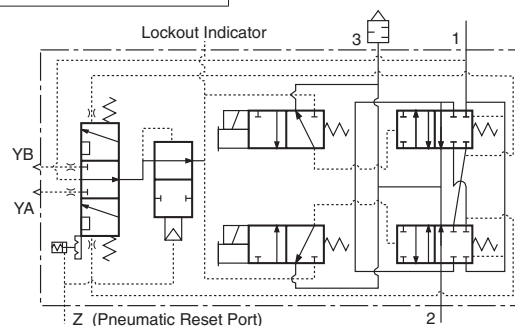 Lockout Indicator
3
1
YB
YA
Z (Pneumatic Reset Port)
2